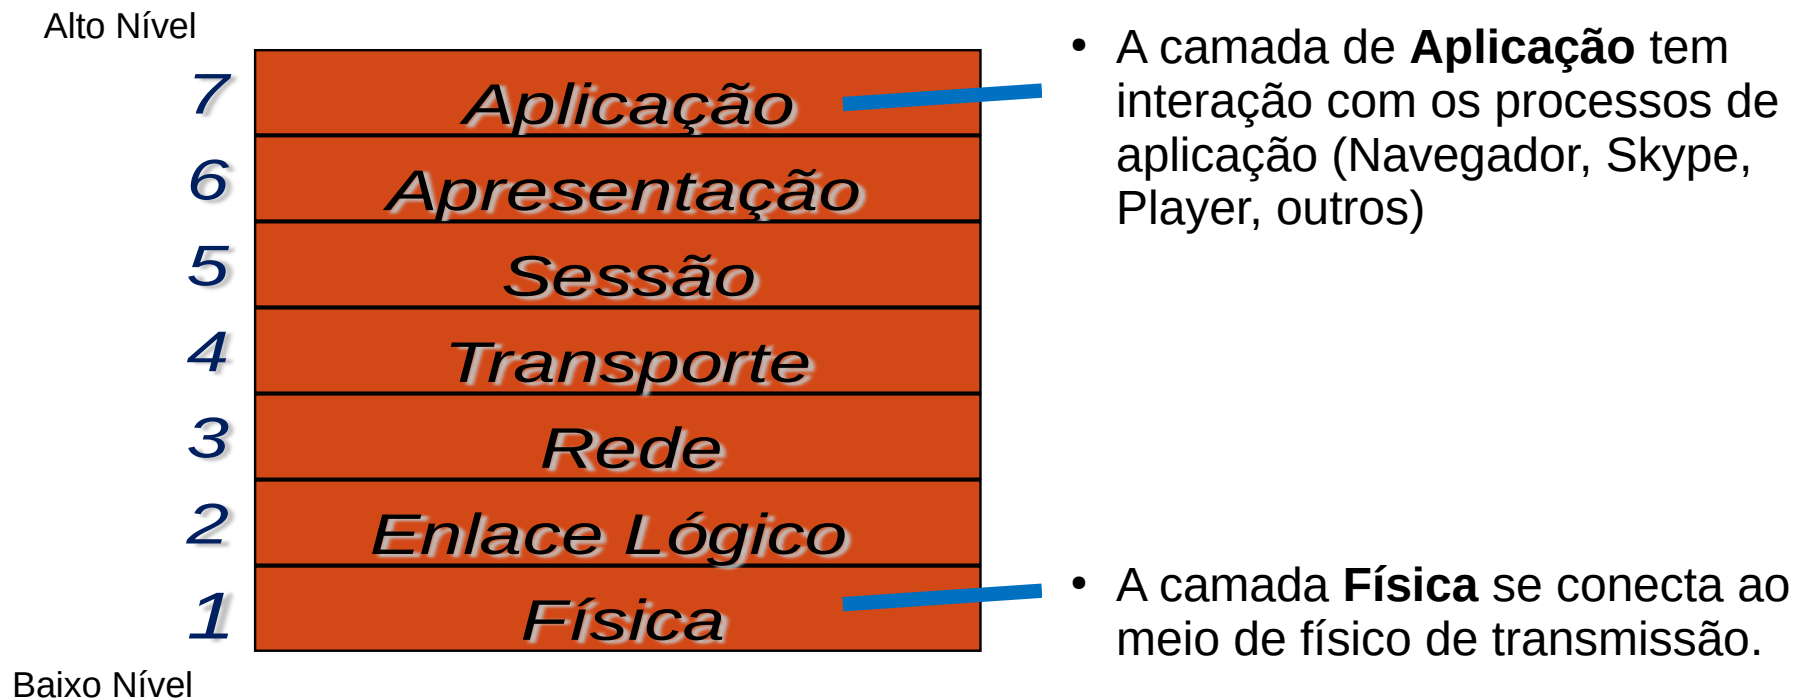 Alto Nível
7 Aplicação
6 Apresentação
5 Sessão
4 Transporte
3 Rede
2 Enlace Lógico
1 Física
Baixo Nível
• A camada de Aplicação tem
interação com os processos de
aplicação (Navegador, Skype,
Player, outros)
• A camada Física se conecta ao
meio de físico de transmissão.